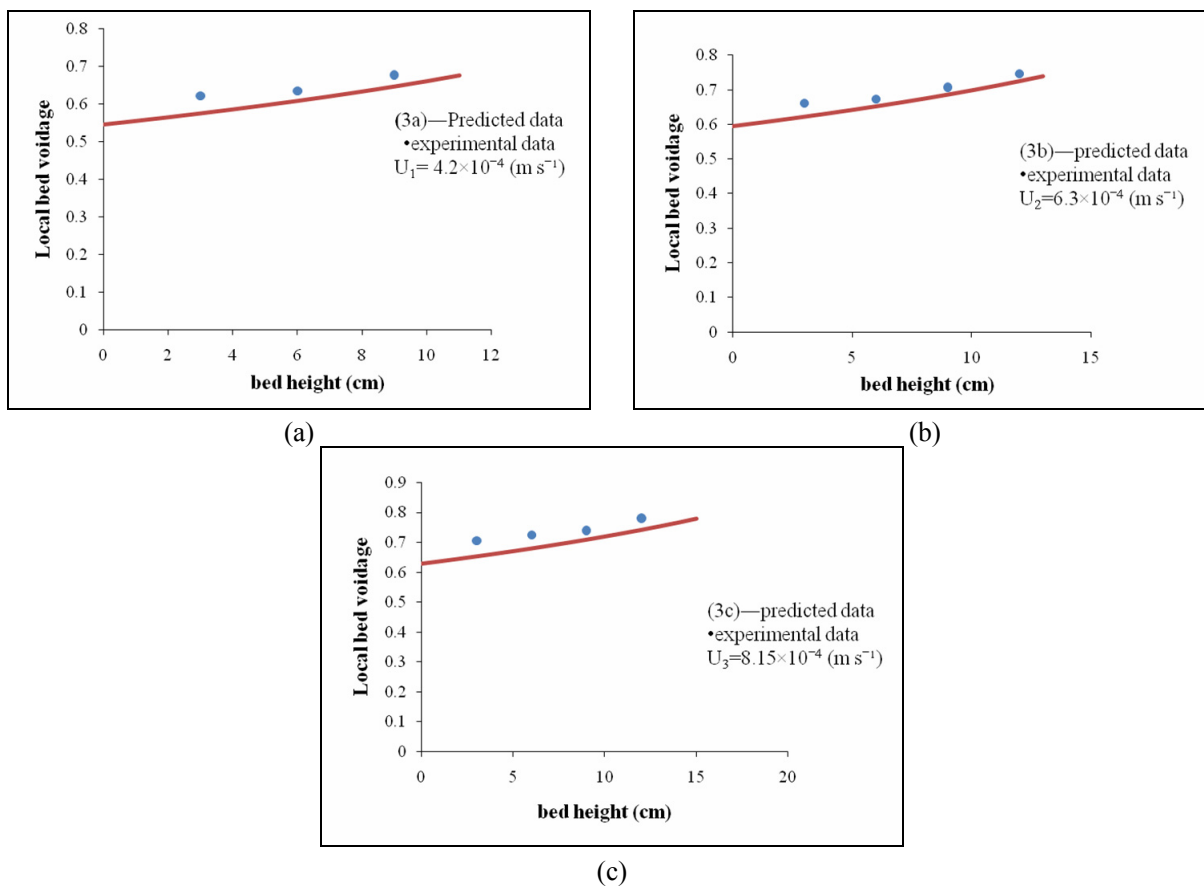 0.8
0.7
0.6
0.5
0.4
0.3
0.2
0.1
0
Local bed voidage
0 2 4 6 8 10 12
bed height (cm)
(3a)—Predicted data
•experimental data
U₁= 4.2×10⁻⁴ (m s⁻¹)
(a)
0.8
0.7
0.6
0.5
0.4
0.3
0.2
0.1
0
Local bed voidage
0 5 10 15
bed height (cm)
(3b)—predicted data
•experimental data
U₂=6.3×10⁻⁴ (m s⁻¹)
(b)
0.9
0.8
0.7
0.6
0.5
0.4
0.3
0.2
0.1
0
Local bed voidage
0 5 10 15 20
bed height (cm)
(3c)—predicted data
•experimental data
U₃=8.15×10⁻⁴ (m s⁻¹)
(c)